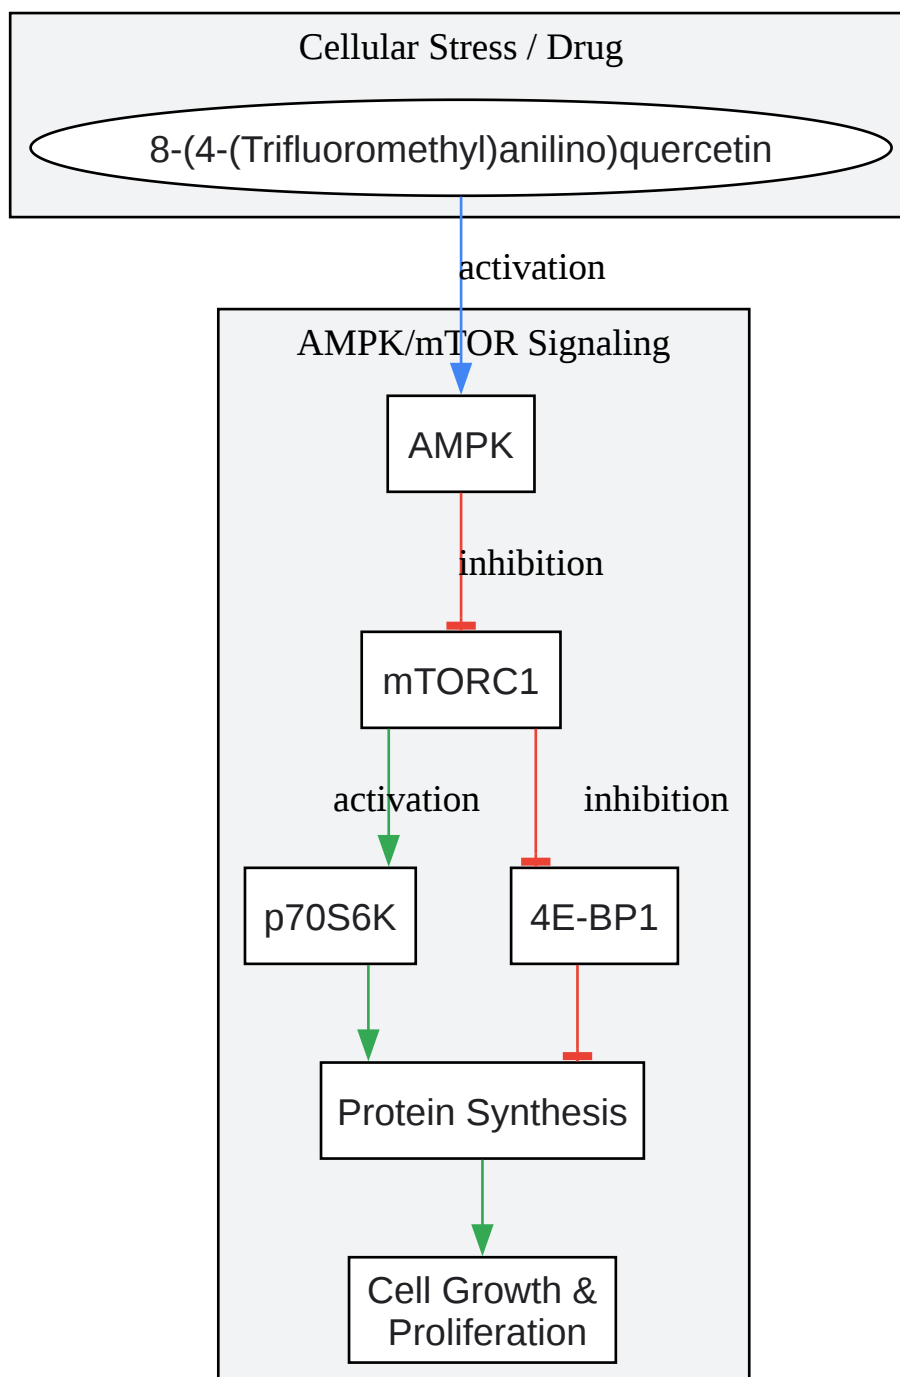 Cellular Stress / Drug
8-(4-(Trifluoromethyl)anilino)quercetin
activation
AMPK/mTOR Signaling
AMPK
inhibition
mTORC1
activation
inhibition
p70S6K
4E-BP1
Protein Synthesis
Cell Growth &
Proliferation